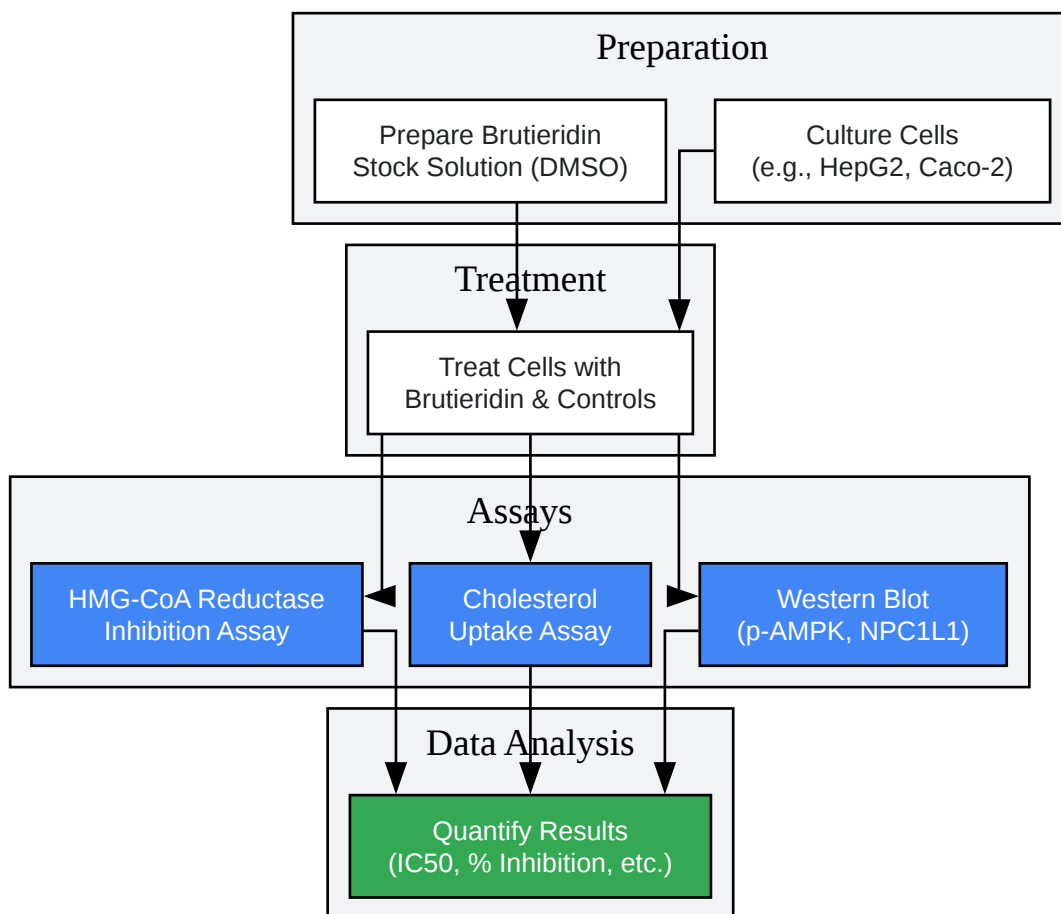 Preparation
Prepare Brutieridin
Stock Solution (DMSO)
Culture Cells
(e.g., HepG2, Caco-2)
Treatment
Treat Cells with
Brutieridin & Controls
Assays
HMG-CoA Reductase
Inhibition Assay
Cholesterol
Uptake Assay
Western Blot
(p-AMPK, NPC1L1)
Data Analysis
Quantify Results
(IC50, % Inhibition, etc.)